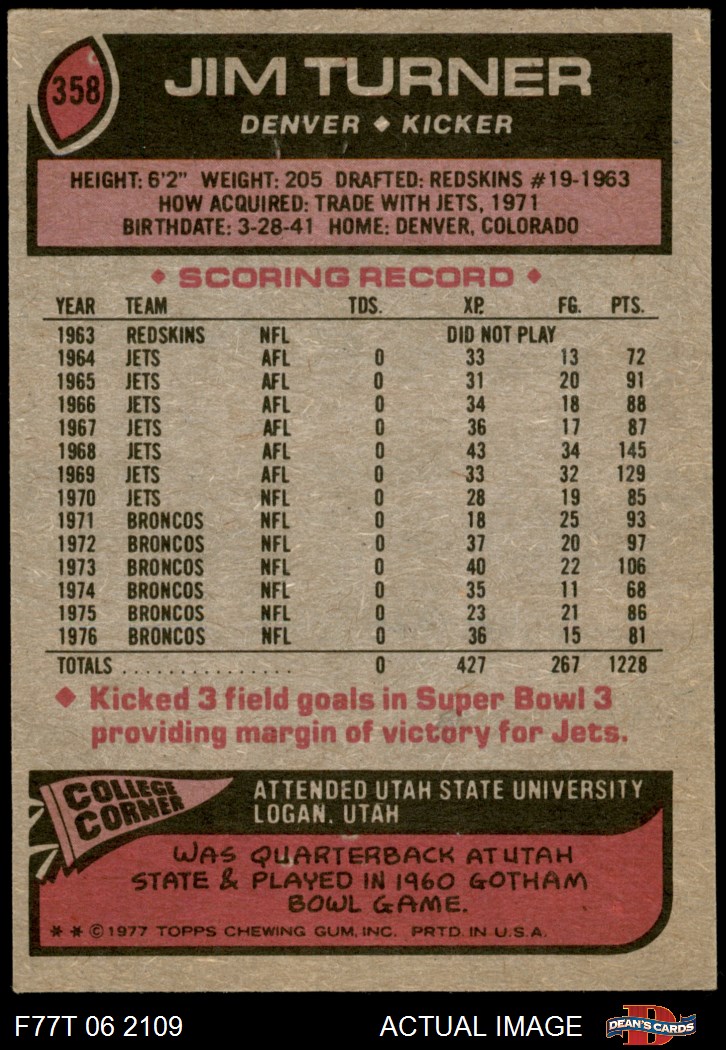 358
JIM TURNER
DENVER ◆ KICKER
HEIGHT: 6'2" WEIGHT: 205 DRAFTED: REDSKINS #19-1963
HOW ACQUIRED: TRADE WITH JETS, 1971
BIRTHDATE: 3-28-41 HOME: DENVER, COLORADO
◆ SCORING RECORD ◆
YEAR TEAM TDS. XP. FG. PTS.
1963 REDSKINS NFL DID NOT PLAY
1964 JETS AFL 0 33 13 72
1965 JETS AFL 0 31 20 91
1966 JETS AFL 0 34 18 88
1967 JETS AFL 0 36 17 87
1968 JETS AFL 0 43 34 145
1969 JETS AFL 0 33 32 129
1970 JETS NFL 0 28 19 85
1971 BRONCOS NFL 0 18 25 93
1972 BRONCOS NFL 0 37 20 97
1973 BRONCOS NFL 0 40 22 106
1974 BRONCOS NFL 0 35 11 68
1975 BRONCOS NFL 0 23 21 86
1976 BRONCOS NFL 0 36 15 81
TOTALS . . . . . . . . . . . . . . . 0 427 267 1228
◆ Kicked 3 field goals in Super Bowl 3
providing margin of victory for Jets.
COLLEGE
CORNER
ATTENDED UTAH STATE UNIVERSITY
LOGAN, UTAH
WAS QUARTERBACK AT UTAH
STATE & PLAYED IN 1960 GOTHAM
BOWL GAME.
* * © 1977 TOPPS CHEWING GUM, INC. PRTD. IN U.S.A.
F77T 06 2109 ACTUAL IMAGE
D
DEAN'S CARDS